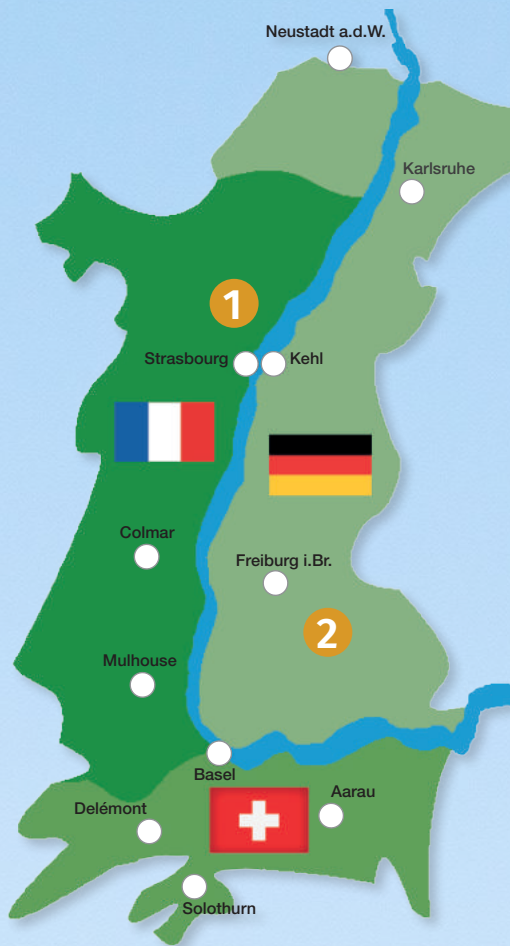 Neustadt a.d.W.
Karlsruhe
1
Strasbourg
Kehl
Colmar
Freiburg i.Br.
2
Mulhouse
Basel
Delémont
Aarau
Solothurn